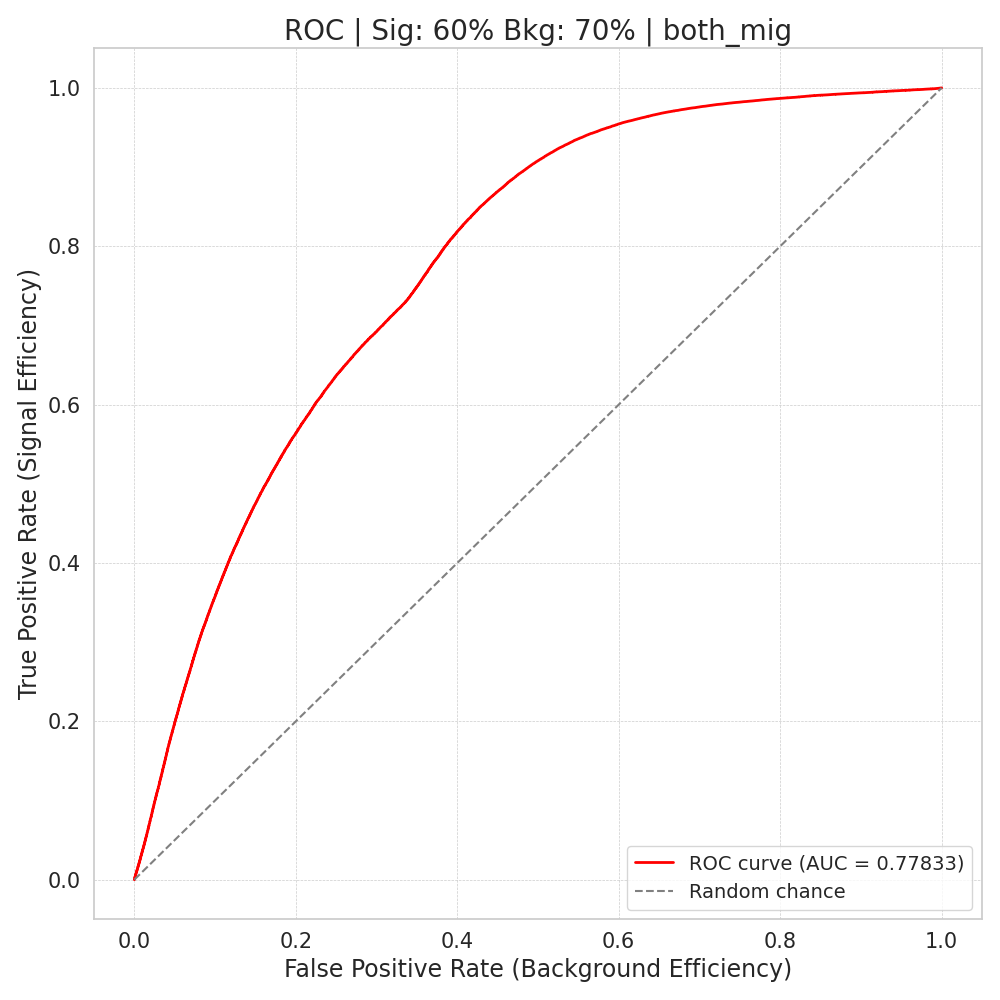 ROC | Sig: 60% Bkg: 70% | both_mig
True Positive Rate (Signal Efficiency)
1.0
0.8
0.6
0.4
0.2
0.0
ROC curve (AUC = 0.77833)
Random chance
0.0 0.2 0.4 0.6 0.8 1.0
False Positive Rate (Background Efficiency)